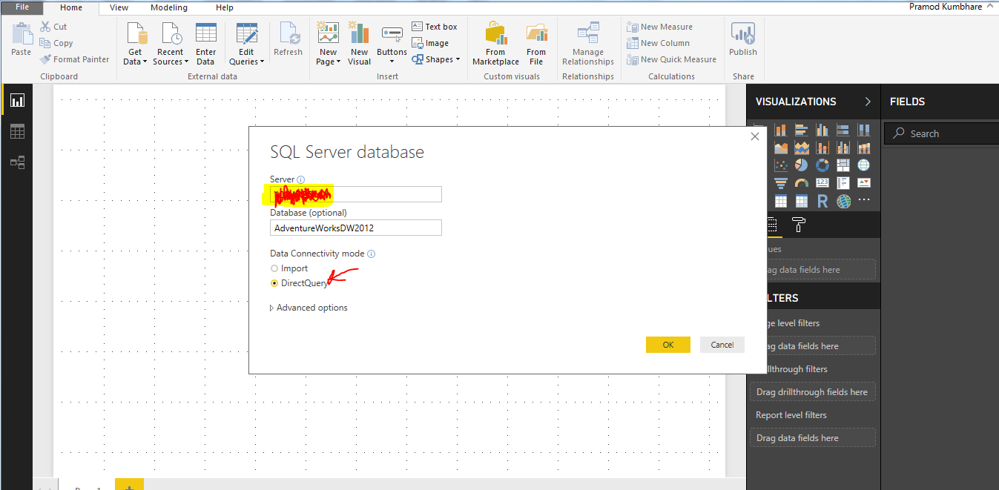 File Home View Modeling Help Pramod Kumbhare
Paste
Cut
Copy
Format Painter
Clipboard
Get Data
Recent Sources
Enter Data
Edit Queries
Refresh
External data
New Page
New Visual
Buttons
Text box
Image
Shapes
Insert
From Marketplace
From File
Custom visuals
Manage Relationships
Relationships
New Measure
New Column
New Quick Measure
Calculations
Publish
Share
SQL Server database
Server
Database (optional)
AdventureWorksDW2012
Data Connectivity mode
Import
DirectQuery
Advanced options
OK Cancel
VISUALIZATIONS
123
R
ues
ag data fields here
LTERS
ge level filters
ag data fields here
llthrough filters
Drag drillthrough fields here
Report level filters
Drag data fields here
FIELDS
Search